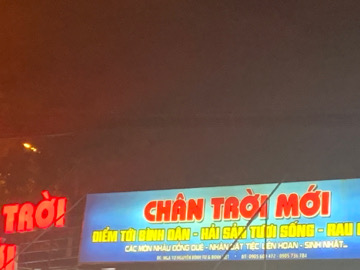 CHÂN TRỜI MỚI
TRỜI
ĐIỂM TỚI BÌNH DÂN - HẢI SẢN TƯƠI SỐNG - RAU
CÁC MÓN NHẬU ĐỒNG QUÊ - NHẬN ĐẶT TIỆC LIÊN HOAN - SINH NHẬT...